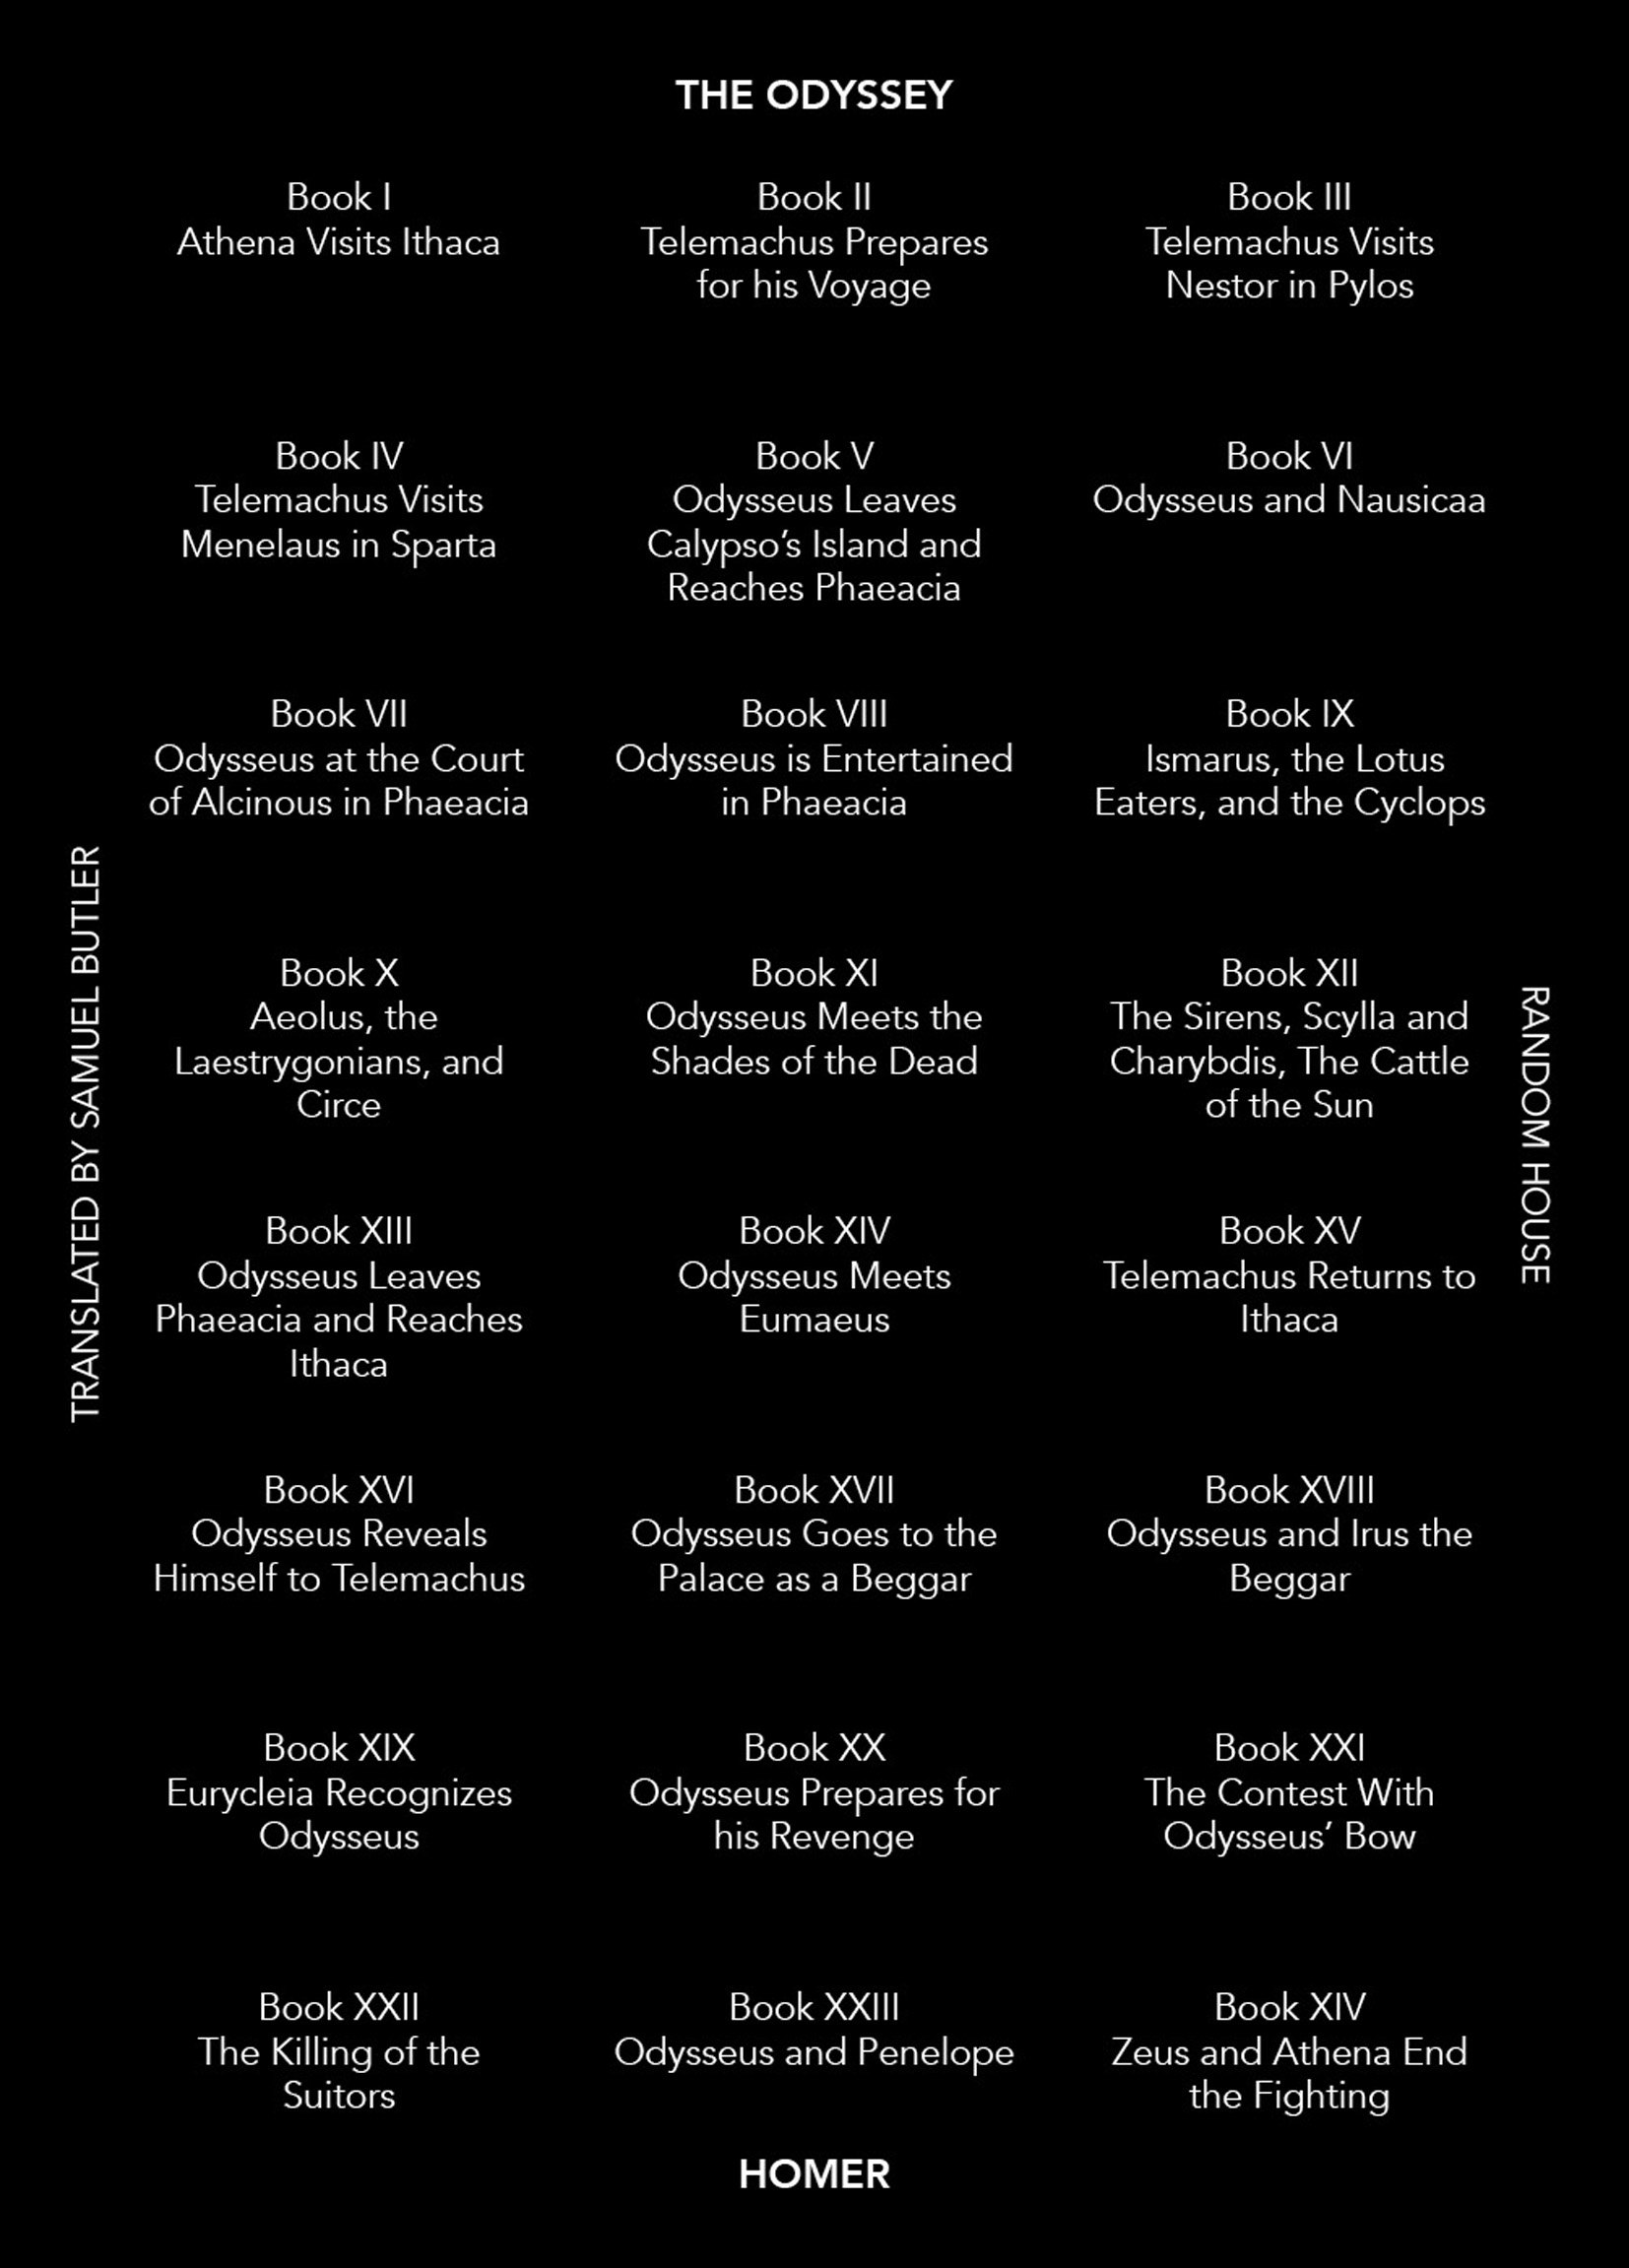 THE ODYSSEY
Book I
Athena Visits Ithaca
Book II
Telemachus Prepares
for his Voyage
Book III
Telemachus Visits
Nestor in Pylos
Book IV
Telemachus Visits
Menelaus in Sparta
Book V
Odysseus Leaves
Calypso’s Island and
Reaches Phaeacia
Book VI
Odysseus and Nausicaa
Book VII
Odysseus at the Court
of Alcinous in Phaeacia
Book VIII
Odysseus is Entertained
in Phaeacia
Book IX
Ismarus, the Lotus
Eaters, and the Cyclops
Book X
Aeolus, the
Laestrygonians, and
Circe
Book XI
Odysseus Meets the
Shades of the Dead
Book XII
The Sirens, Scylla and
Charybdis, The Cattle
of the Sun
Book XIII
Odysseus Leaves
Phaeacia and Reaches
Ithaca
Book XIV
Odysseus Meets
Eumaeus
Book XV
Telemachus Returns to
Ithaca
Book XVI
Odysseus Reveals
Himself to Telemachus
Book XVII
Odysseus Goes to the
Palace as a Beggar
Book XVIII
Odysseus and Irus the
Beggar
Book XIX
Eurycleia Recognizes
Odysseus
Book XX
Odysseus Prepares for
his Revenge
Book XXI
The Contest With
Odysseus’ Bow
Book XXII
The Killing of the
Suitors
Book XXIII
Odysseus and Penelope
Book XIV
Zeus and Athena End
the Fighting
HOMER
TRANSLATED BY SAMUEL BUTLER
RANDOM HOUSE